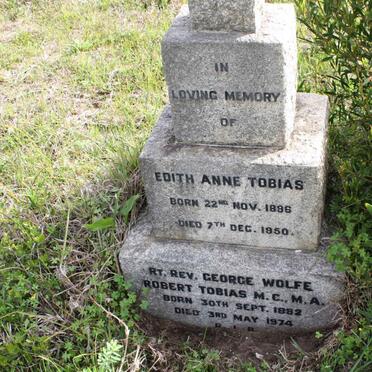 IN
LOVING MEMORY
OF
EDITH ANNE TOBIAS
BORN 22ND NOV. 1896
DIED 7TH DEC. 1950.
RT. REV. GEORGE WOLFE
ROBERT TOBIAS M.C., M.A.
BORN 30TH SEPT. 1882
DIED 3RD MAY 1974
R.I.P.